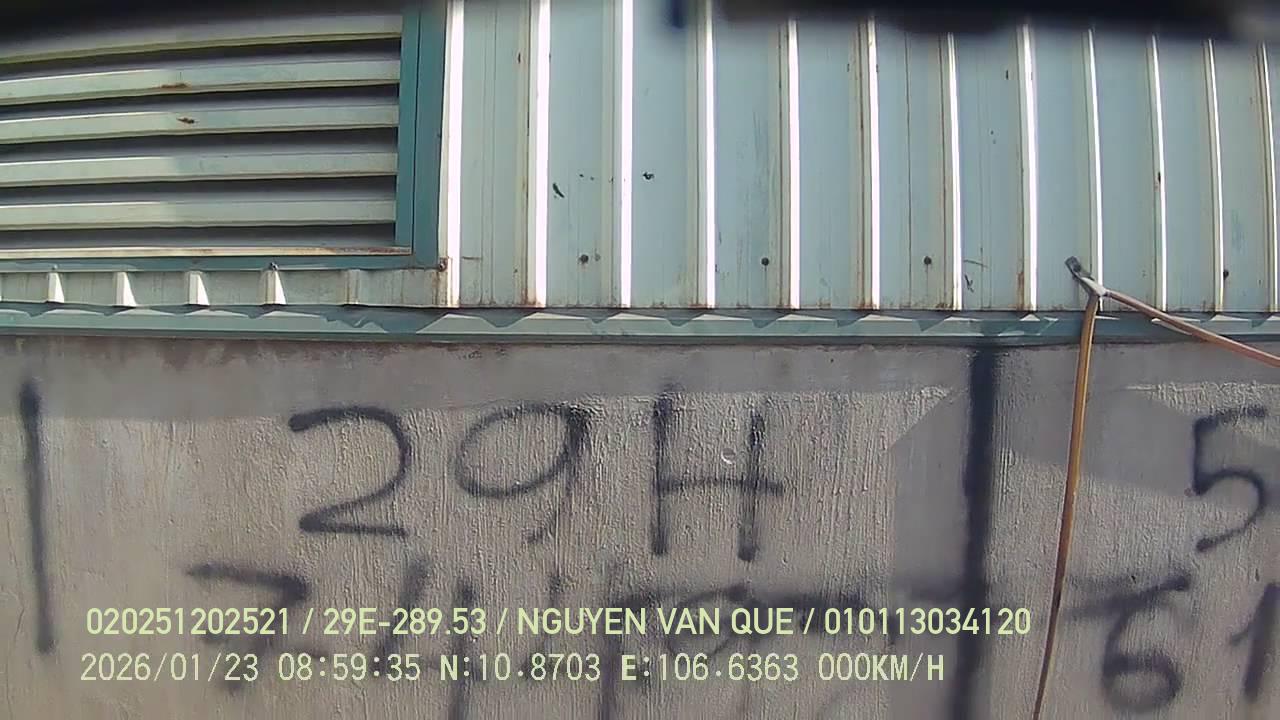 29H
5
61
020251202521 / 29E-289.53 / NGUYEN VAN QUE / 010113034120
2026/01/23 08:59:35 N:10.8703 E:106.6363 000KM/H